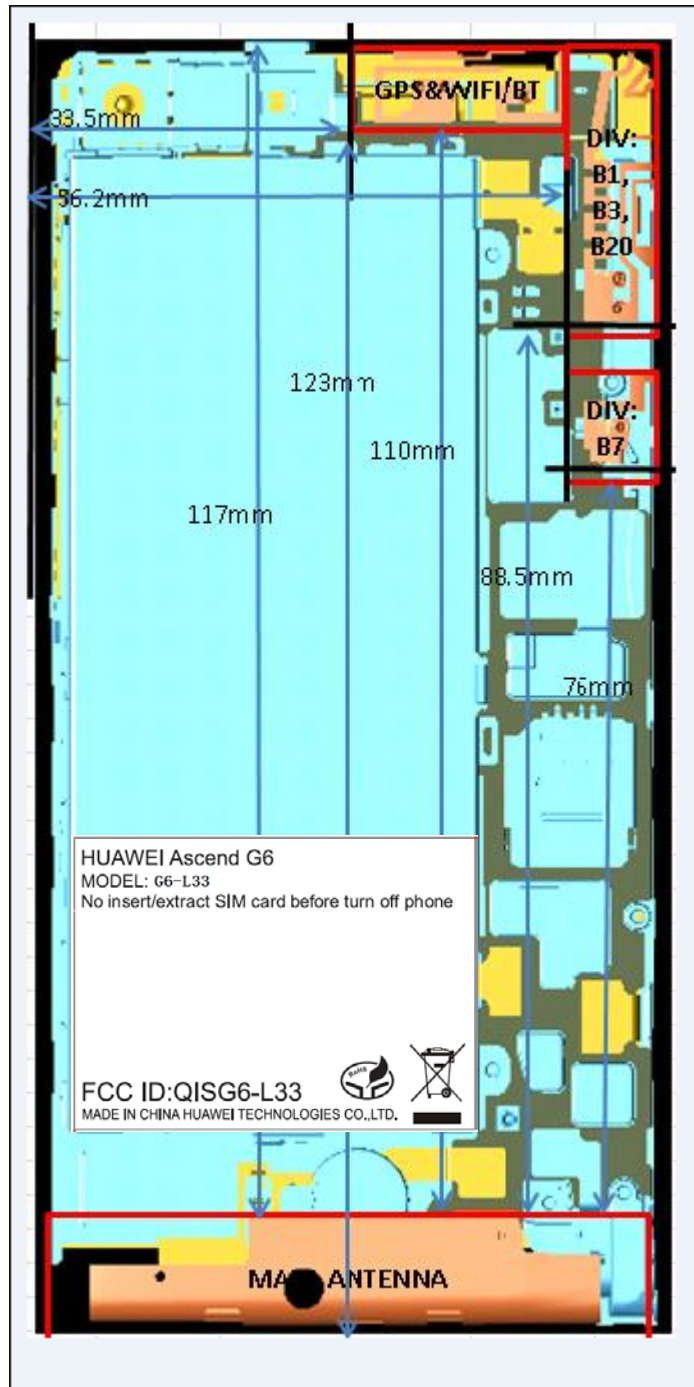 GPS&WIFI/BT
33.5mm
DIV:
B1,
B3,
B20
56.2mm
123mm
DIV:
B7
110mm
117mm
88.5mm
76mm
HUAWEI Ascend G6
MODEL: G6-L33
No insert/extract SIM card before turn off phone
RoHS
FCC ID:QISG6-L33
MADE IN CHINA HUAWEI TECHNOLOGIES CO.,LTD.
ANTENNA